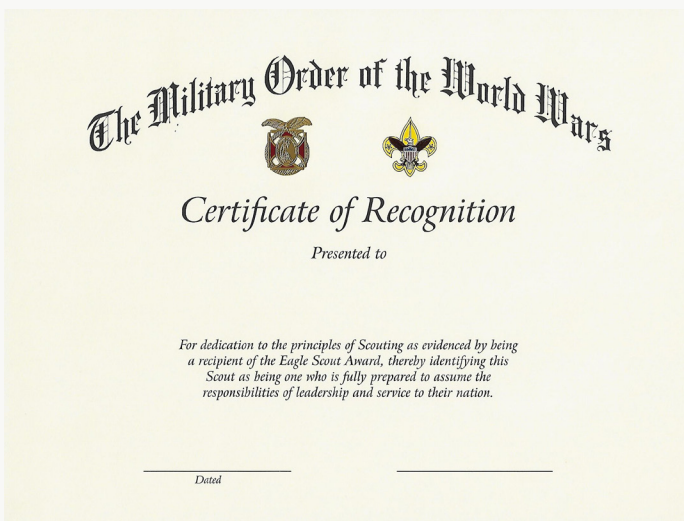 The Military Order of the World Wars
Certificate of Recognition
Presented to
For dedication to the principles of Scouting as evidenced by being
a recipient of the Eagle Scout Award, thereby identifying this
Scout as being one who is fully prepared to assume the
responsibilities of leadership and service to their nation.
Dated